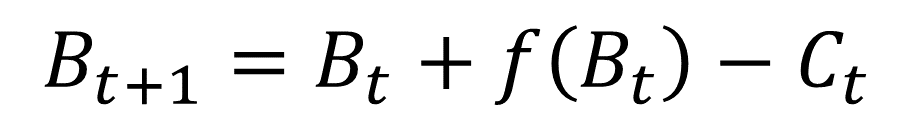 B_{t+1} = B_t + f(B_t) − C_t